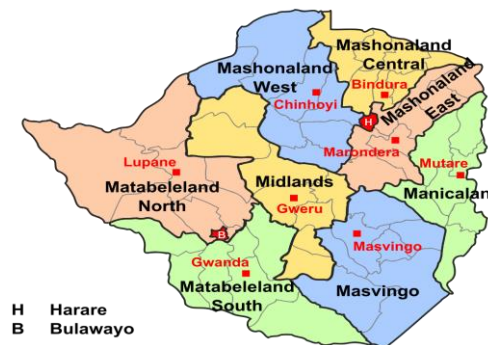 Mashonaland
Central
Bindura
Mashonaland
West
Chinhoyi
Mashonaland
East
H
Marondera
Mutare
Manicalan
Lupane
Matabeleland
North
Midlands
Gweru
B
Gwanda
Matabeleland
South
Masvingo
Masvingo
H Harare
B Bulawayo